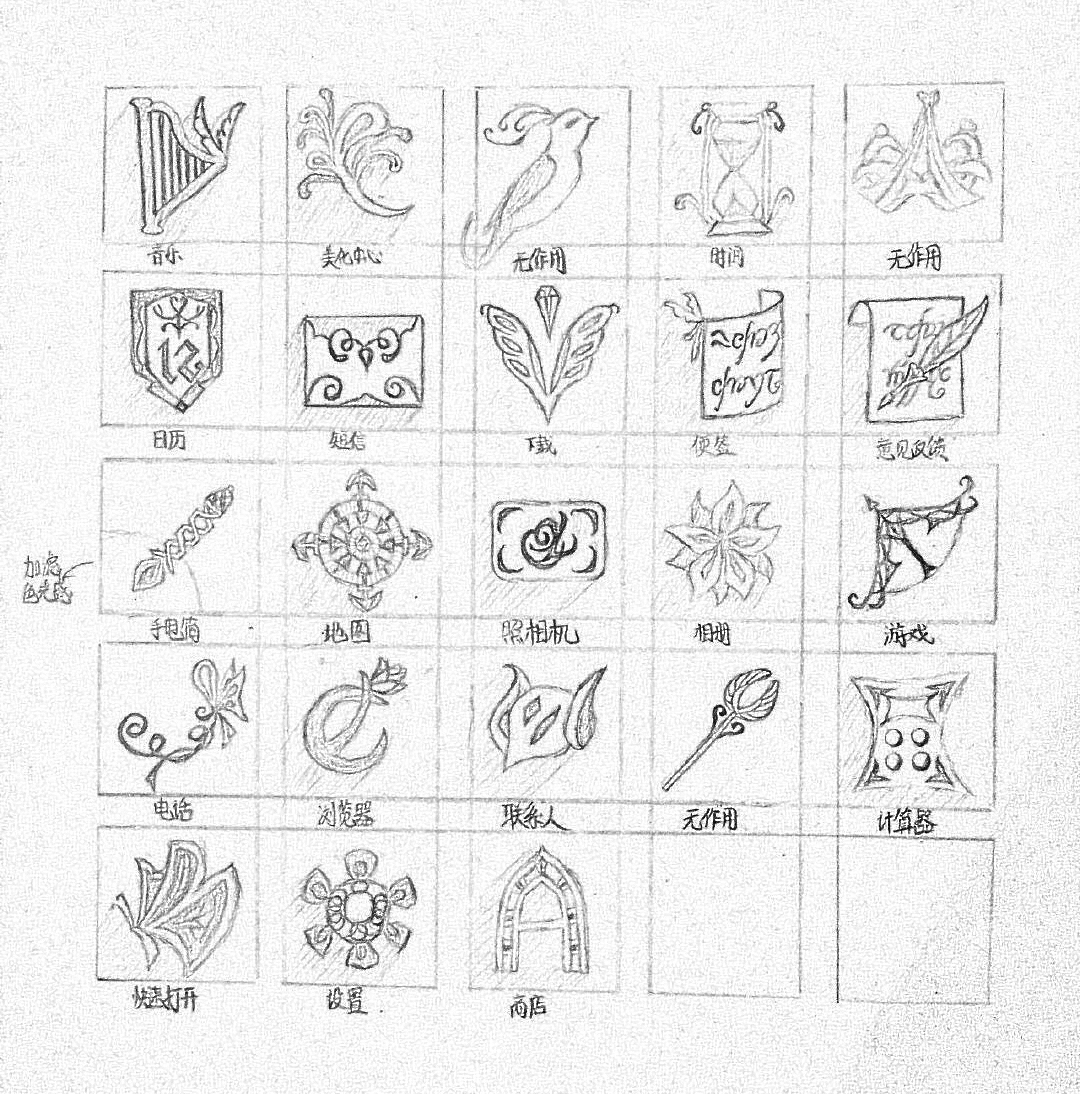 音乐
美化中心
无作用
时间
无作用
12
日历
短信
下载
便签
意见反馈
加滤
手电筒
地图
照相机
相册
游戏
电话
浏览器
联系人
无作用
计算器
快速打开
设置
商店